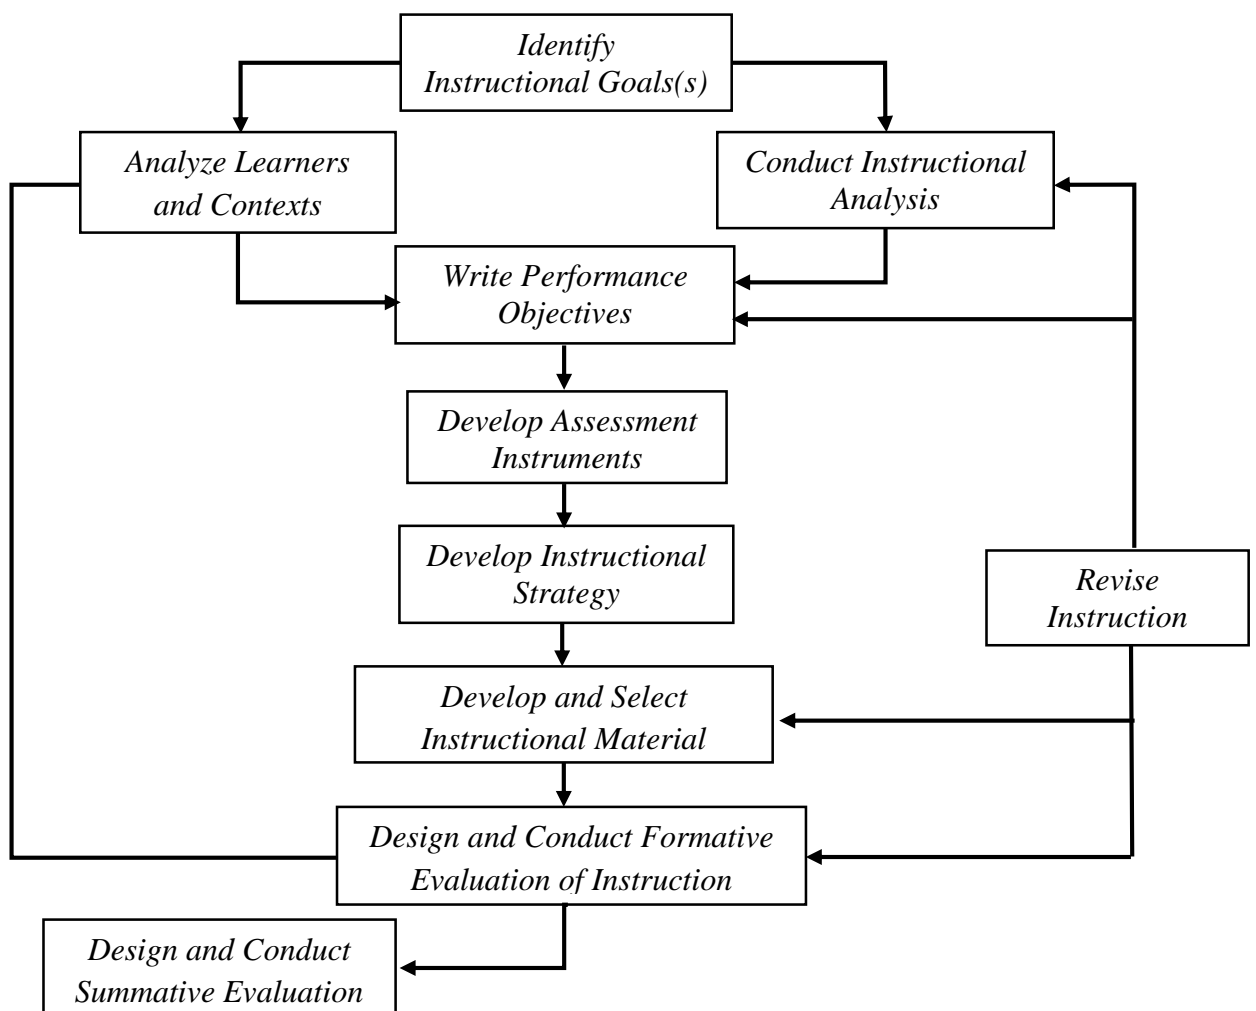 Identify
Instructional Goals(s)
Analyze Learners
and Contexts
Conduct Instructional
Analysis
Write Performance
Objectives
Develop Assessment
Instruments
Develop Instructional
Strategy
Revise
Instruction
Develop and Select
Instructional Material
Design and Conduct Formative
Evaluation of Instruction
Design and Conduct
Summative Evaluation